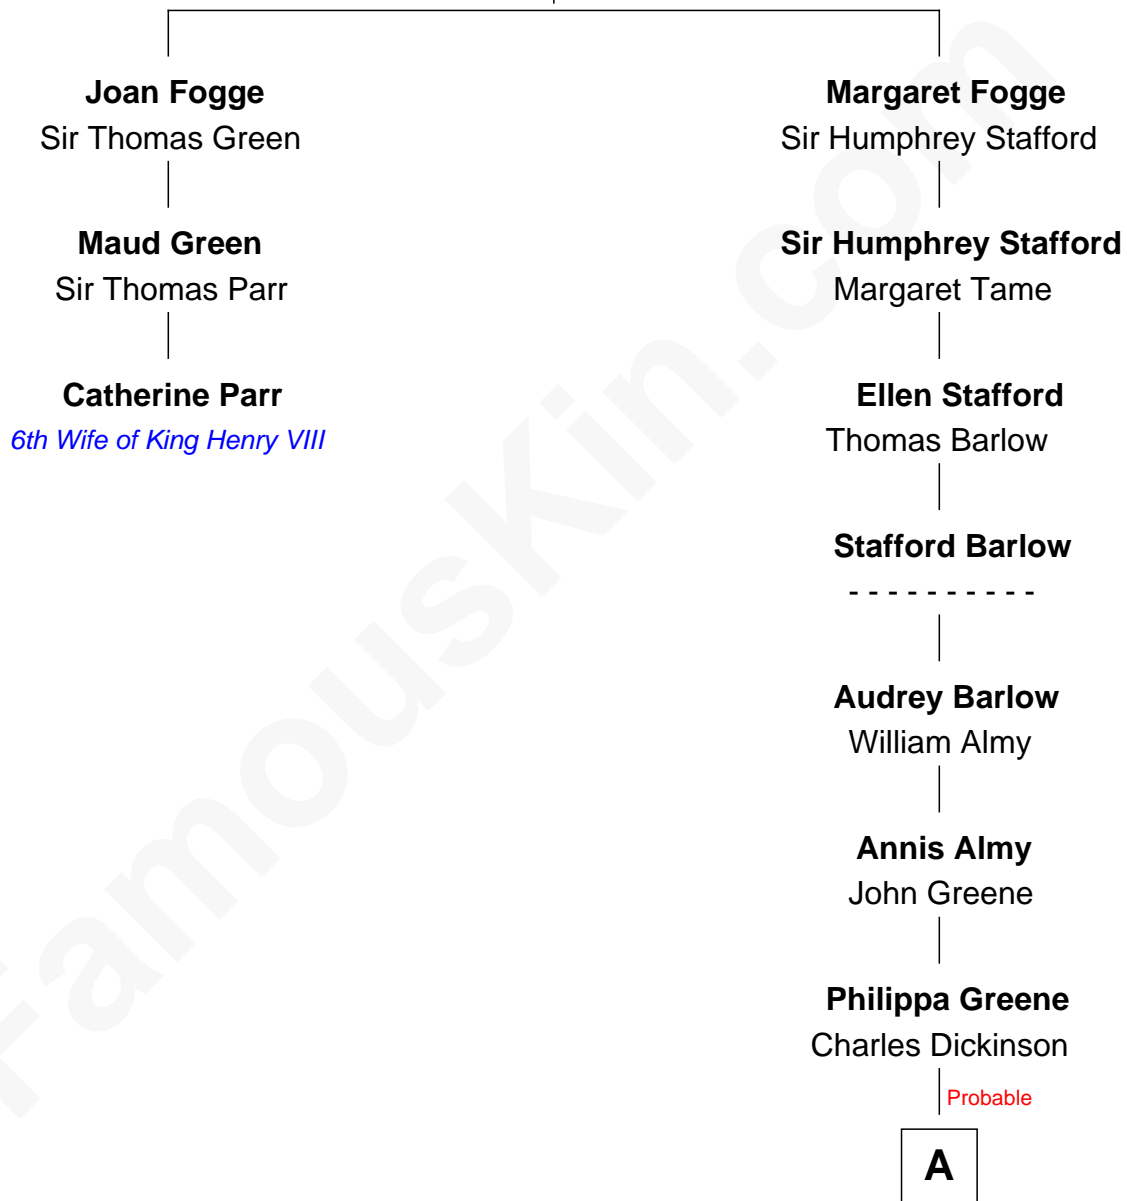 Joan Fogge
Sir Thomas Green
Margaret Fogge
Sir Humphrey Stafford
Maud Green
Sir Thomas Parr
Sir Humphrey Stafford
Margaret Tame
Catherine Parr
6th Wife of King Henry VIII
Ellen Stafford
Thomas Barlow
Stafford Barlow
- - - - - - - - - -
Audrey Barlow
William Almy
Annis Almy
John Greene
Philippa Greene
Charles Dickinson
Probable
A
FamousKin.com